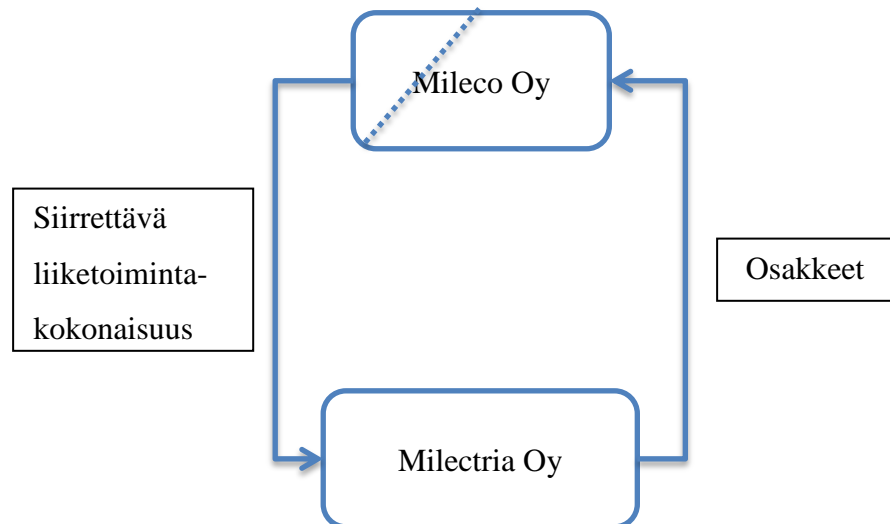 Mileco Oy
Siirrettävä
liiketoiminta-
kokonaisuus
Osakkeet
Milectria Oy